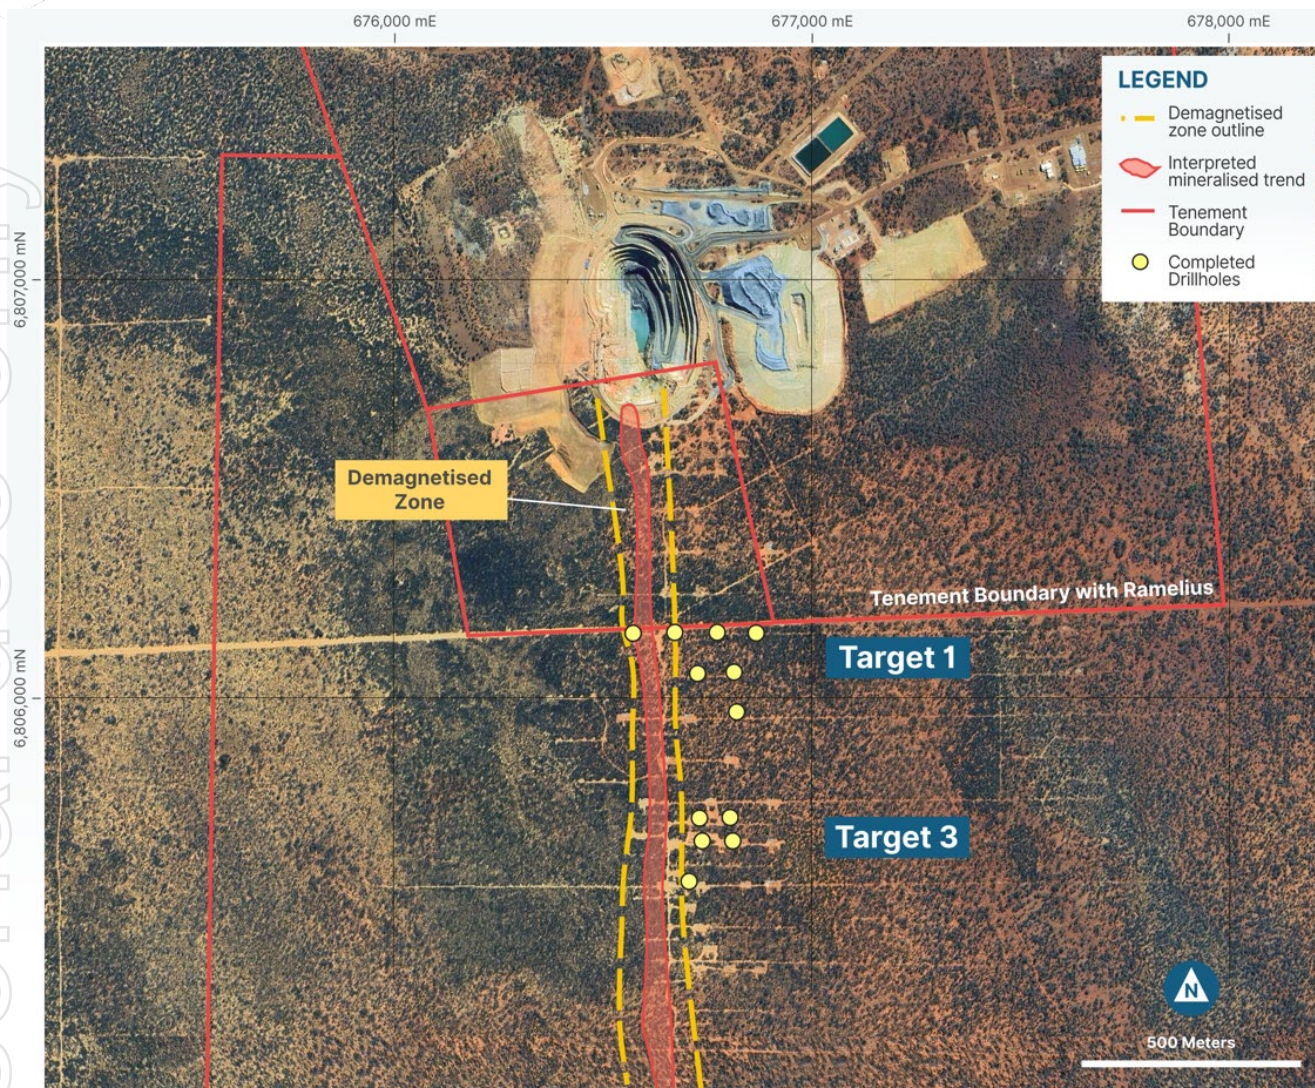 676,000 mE
677,000 mE
678,000 mE
LEGEND
Demagnetised
zone outline
Interpreted
mineralised trend
Tenement
Boundary
Completed
Drillholes
6,807,000 mN
Demagnetised
Zone
Tenement Boundary with Ramelius
Target 1
6,806,000 mN
Target 3
N
500 Meters